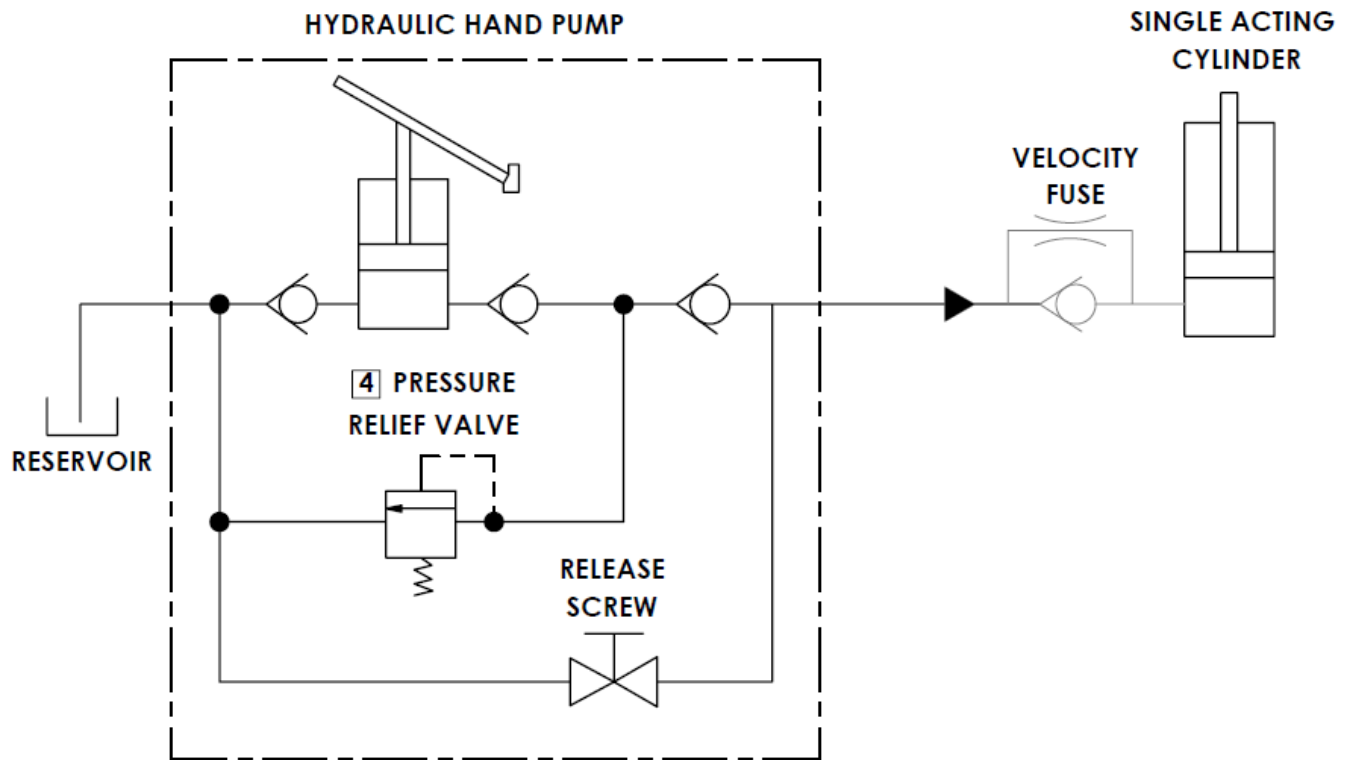 HYDRAULIC HAND PUMP
SINGLE ACTING
CYLINDER
VELOCITY
FUSE
4 PRESSURE
RELIEF VALVE
RESERVOIR
RELEASE
SCREW